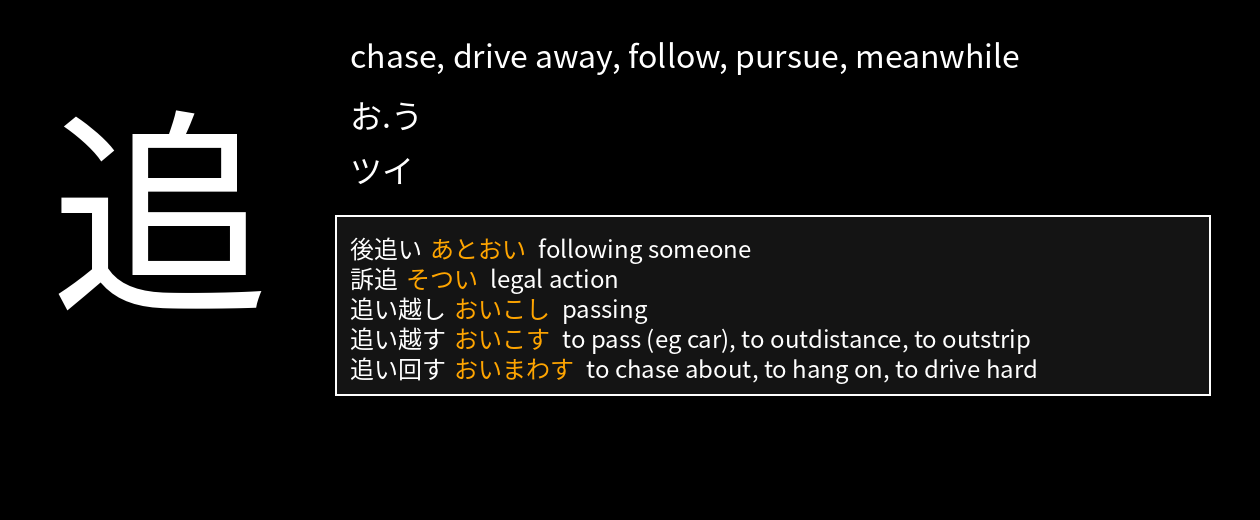 追
chase, drive away, follow, pursue, meanwhile
お.う
ツイ
後追い あとおい following someone
訴追 そつい legal action
追い越し おいこし passing
追い越す おいこす to pass (eg car), to outdistance, to outstrip
追い回す おいまわす to chase about, to hang on, to drive hard